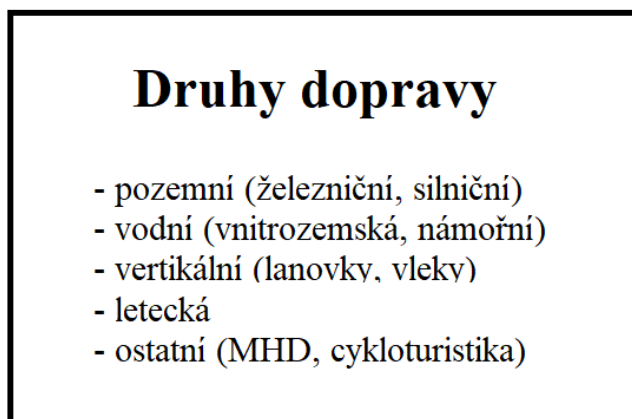 Druhy dopravy
- pozemní (železniční, silniční)
- vodní (vnitrozemská, námořní)
- vertikální (lanovky, vleky)
- letecká
- ostatní (MHD, cykloturistika)